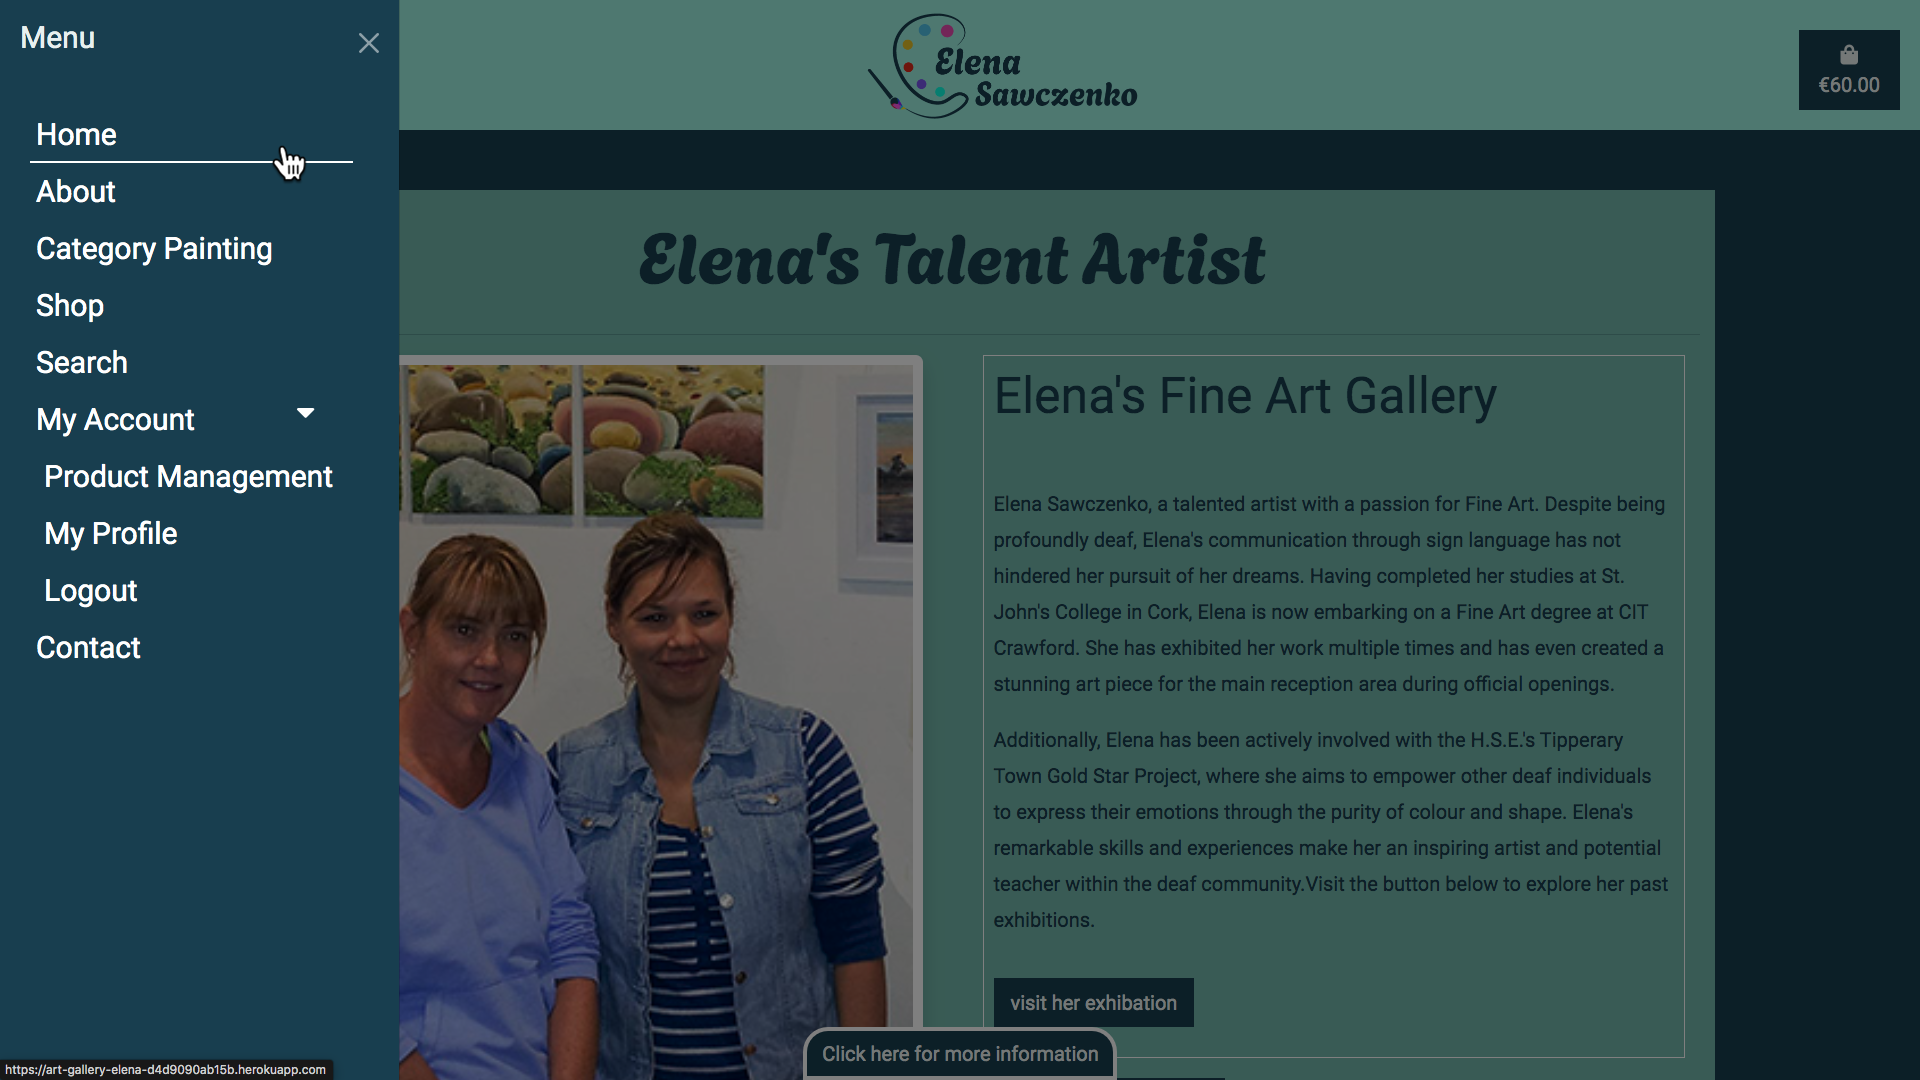 Menu
Home
About
Category Painting
Shop
Search
My Account
Product Management
My Profile
Logout
Contact
Elena
Sawczenko
€60.00
Elena's Talent Artist
Elena's Fine Art Gallery
Elena Sawczenko, a talented artist with a passion for Fine Art. Despite being
profoundly deaf, Elena's communication through sign language has not
hindered her pursuit of her dreams. Having completed her studies at St.
John's College in Cork, Elena is now embarking on a Fine Art degree at CIT
Crawford. She has exhibited her work multiple times and has even created a
stunning art piece for the main reception area during official openings.
Additionally, Elena has been actively involved with the H.S.E.'s Tipperary
Town Gold Star Project, where she aims to empower other deaf individuals
to express their emotions through the purity of colour and shape. Elena's
remarkable skills and experiences make her an inspiring artist and potential
teacher within the deaf community.Visit the button below to explore her past
exhibitions.
visit her exhibation
Click here for more information
https://art-gallery-elena-d4d9090ab15b.herokuapp.com